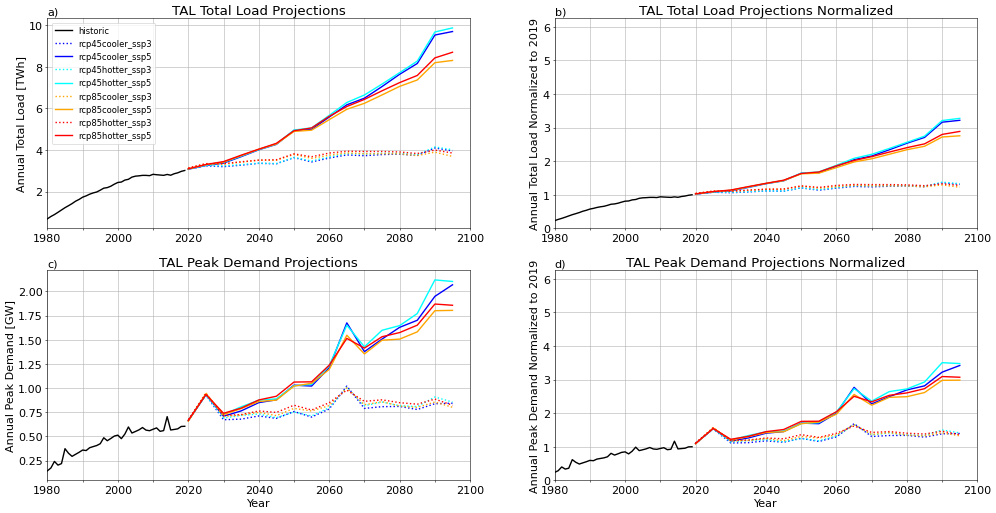 a)
TAL Total Load Projections
Annual Total Load [TWh]
10
8
6
4
2
historic
rcp45cooler_ssp3
rcp45cooler_ssp5
rcp45hotter_ssp3
rcp45hotter_ssp5
rcp85cooler_ssp3
rcp85cooler_ssp5
rcp85hotter_ssp3
rcp85hotter_ssp5
1980 2000 2020 2040 2060 2080 2100
b)
TAL Total Load Projections Normalized
Annual Total Load Normalized to 2019
6
5
4
3
2
1
0
1980 2000 2020 2040 2060 2080 2100
c)
TAL Peak Demand Projections
Annual Peak Demand [GW]
2.00
1.75
1.50
1.25
1.00
0.75
0.50
0.25
1980 2000 2020 2040 2060 2080 2100
Year
d)
TAL Peak Demand Projections Normalized
Annual Peak Demand Normalized to 2019
6
5
4
3
2
1
0
1980 2000 2020 2040 2060 2080 2100
Year